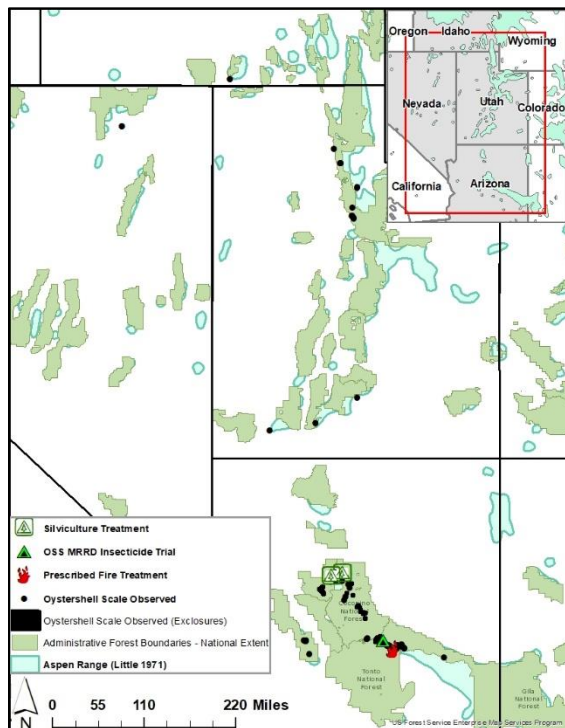 Oregon Idaho
Wyoming
Nevada
Utah
Colorado
California
Arizona
Silviculture Treatment
OSS MRRD Insecticide Trial
Prescribed Fire Treatment
Oystershell Scale Observed
Oystershell Scale Observed (Exclosures)
Administrative Forest Boundaries - National Extent
Aspen Range (Little 1971)
National
Forest
Tonto
National
Forest
Gila
National
Forest
N
0 55 110 220 Miles
US Forest Service Enterprise Map Services Program